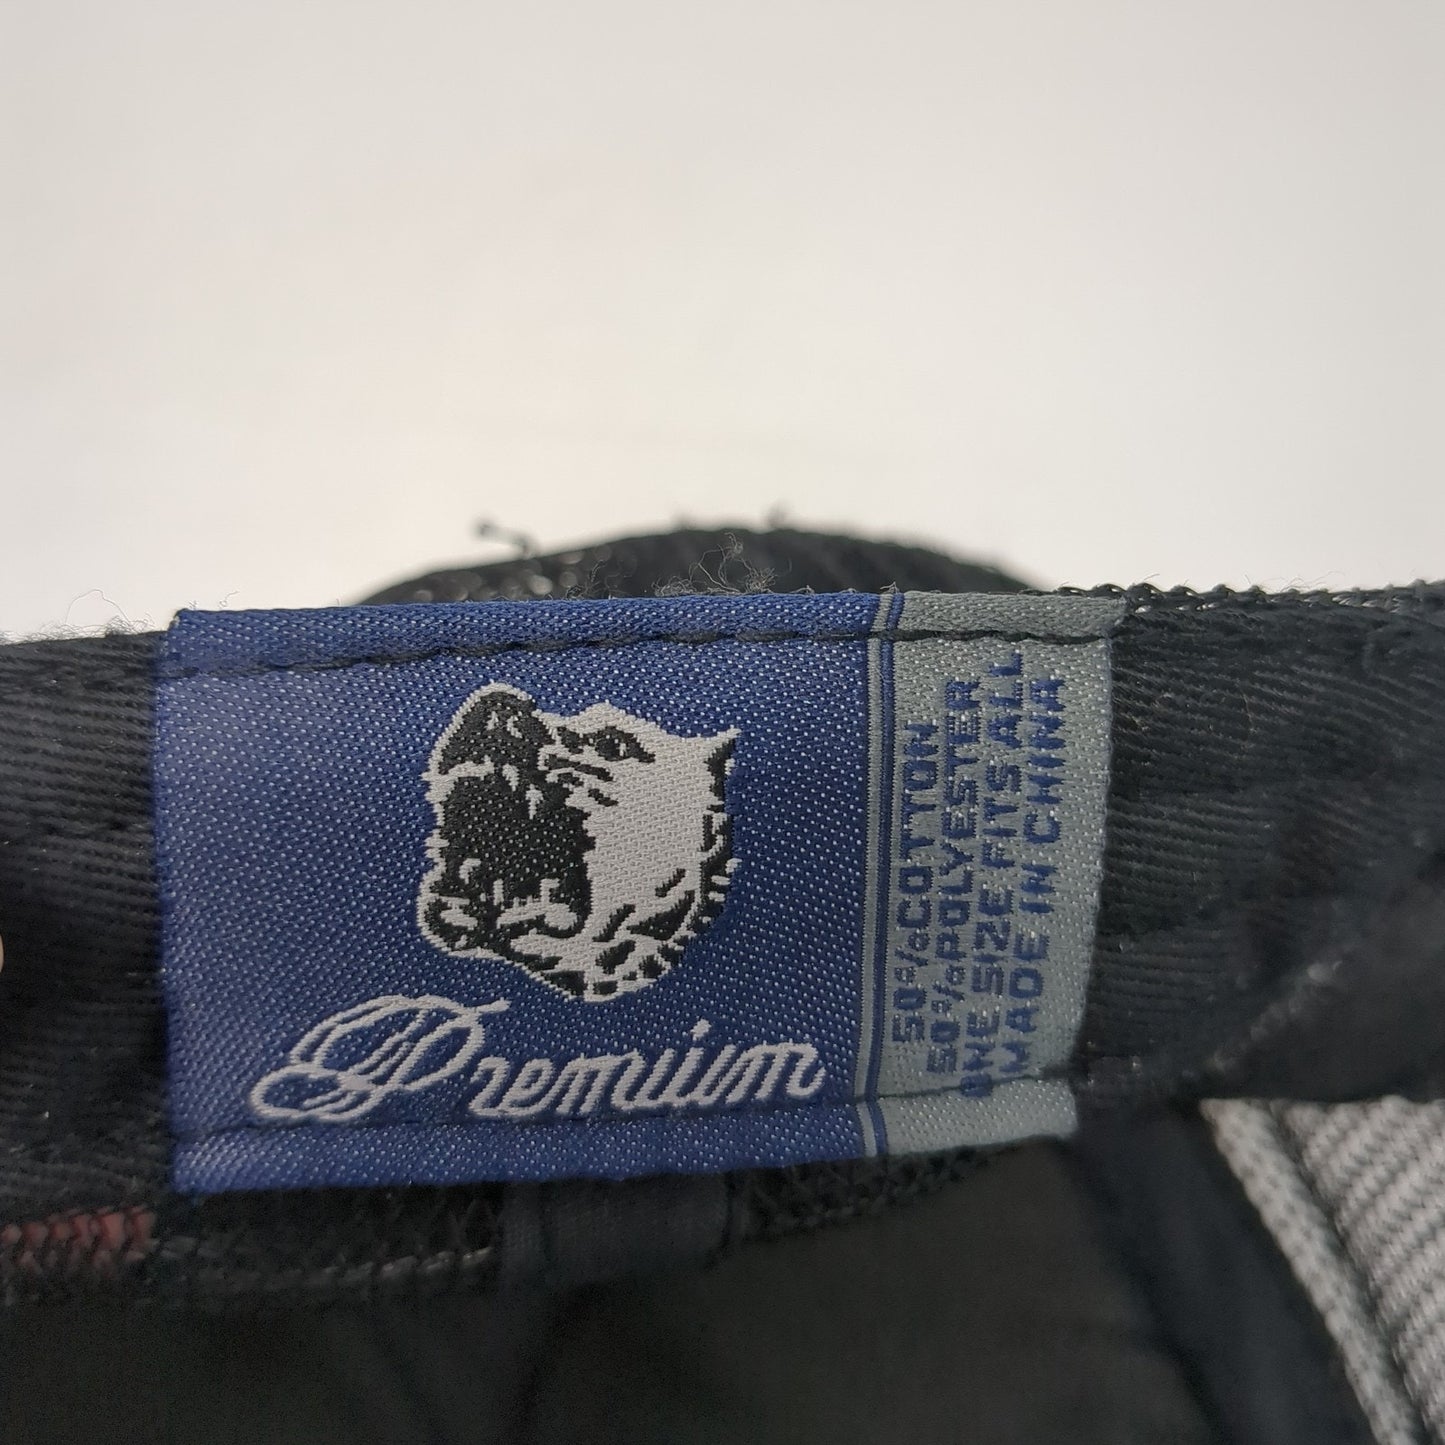 Premium
50%COTTON
50%POLYESTER
ONE SIZE FITS ALL
MADE IN CHINA